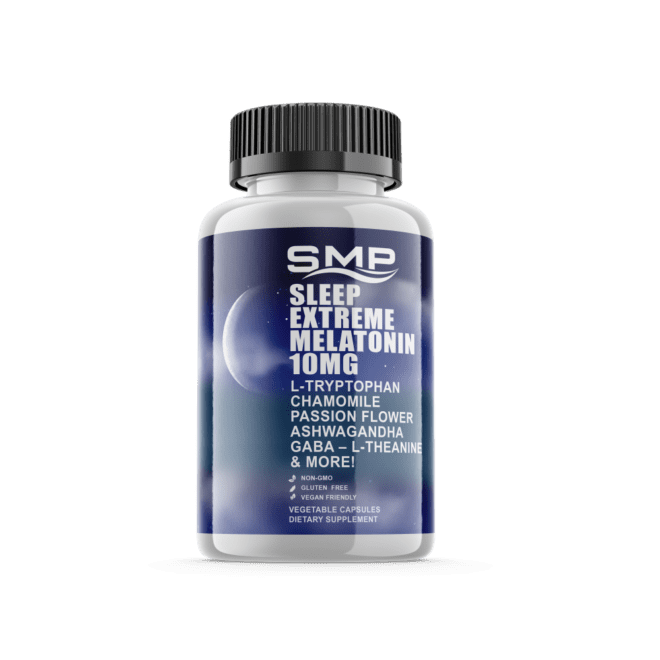 SMP
SLEEP
EXTREME
MELATONIN
10MG
L-TRYPTOPHAN
CHAMOMILE
PASSION FLOWER
ASHWAGANDHA
GABA – L-THEANINE
& MORE!
NON-GMO
GLUTEN FREE
VEGAN FRIENDLY
VEGETABLE CAPSULES
DIETARY SUPPLEMENT